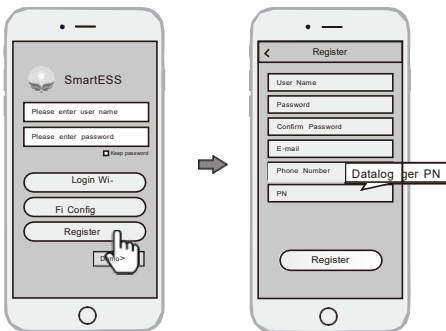 SmartESS
Please enter user name
Please enter password
Keep password
Login Wi-
Fi Config
Register
Demo>
<
Register
User Name
Password
Confirm Password
E-mail
Phone Number
Datalogger PN
PN
Register